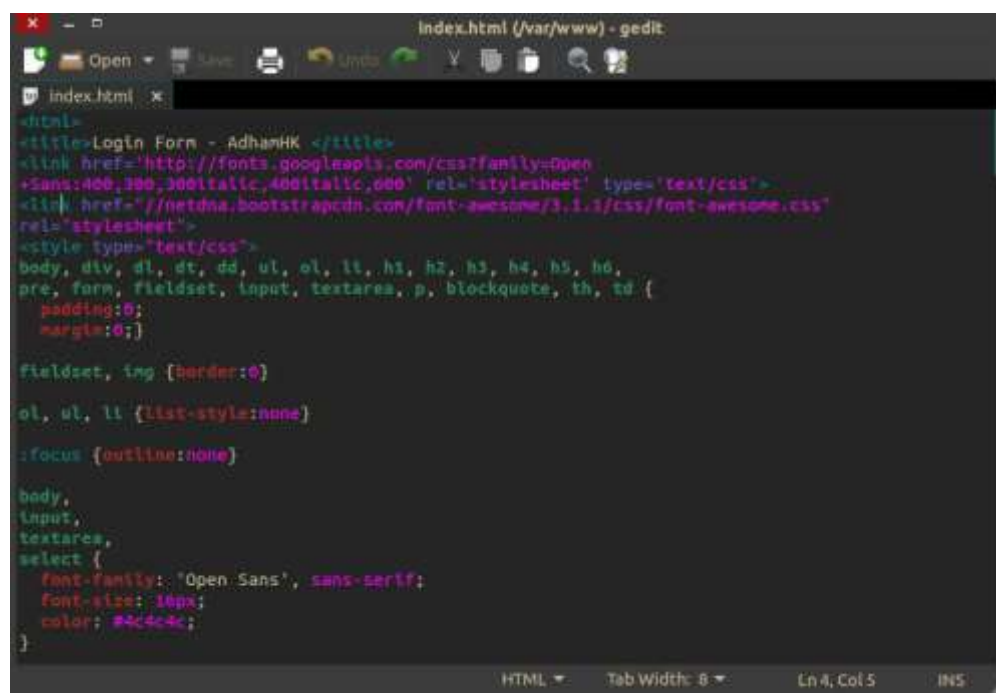 index.html (/var/www) - gedit
Open Save Undo
index.html
<html>
<title>Login Form - AdhamHK </title>
<link href='http://fonts.googleapis.com/css?family=Open
+Sans:400,300,300italic,400italic,600' rel='stylesheet' type='text/css'>
<link href="//netdna.bootstrapcdn.com/font-awesome/3.1.1/css/font-awesome.css"
rel="stylesheet">
<style type="text/css">
body, div, dl, dt, dd, ul, ol, li, h1, h2, h3, h4, h5, h6,
pre, form, fieldset, input, textarea, p, blockquote, th, td {
padding:0;
margin:0;}
fieldset, img {border:0}
ol, ul, li {list-style:none}
:focus {outline:none}
body,
input,
textarea,
select {
font-family: 'Open Sans', sans-serif;
font-size: 16px;
color: #4c4c4c;
}
HTML Tab Width: 8 Ln 4, Col 5 INS